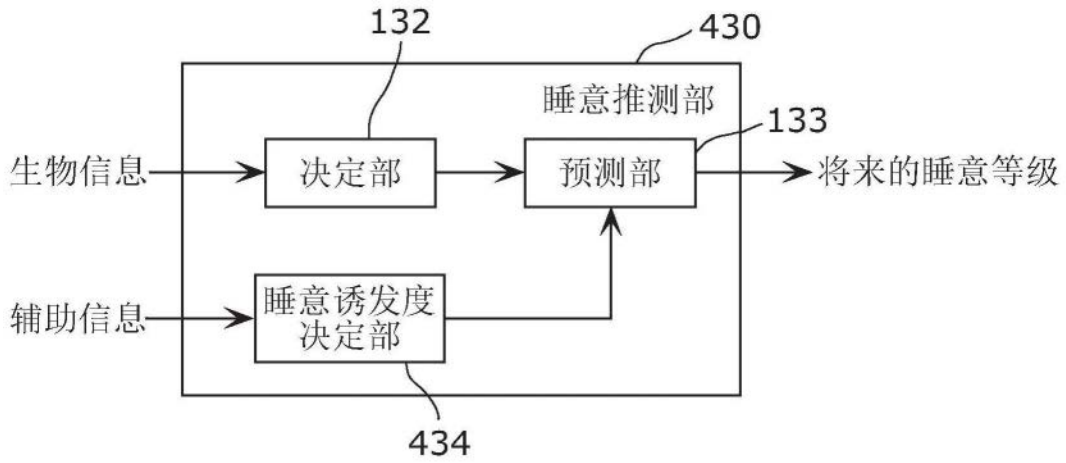 132
430
睡意推测部
133
生物信息
决定部
预测部
将来的睡意等级
辅助信息
睡意诱发度
决定部
434